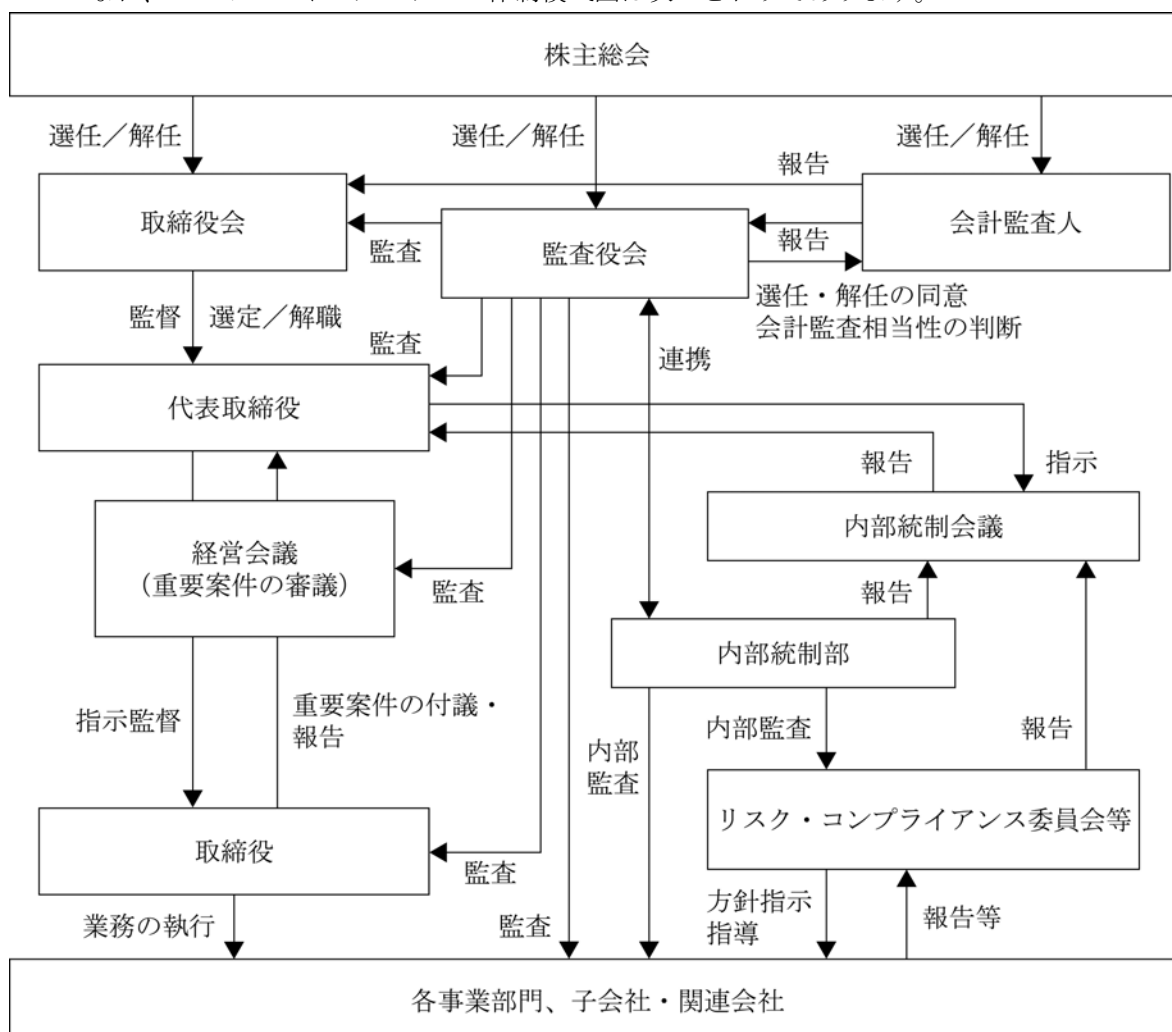 株主総会
選任／解任
選任／解任
選任／解任
報告
取締役会
監査役会
会計監査人
監査
報告
選任・解任の同意
会計監査相当性の判断
監督
選定／解職
監査
連携
代表取締役
報告
指示
経営会議
（重要案件の審議）
監査
内部統制会議
報告
内部統制部
指示監督
重要案件の付議・
報告
内部
監査
内部監査
報告
取締役
監査
リスク・コンプライアンス委員会等
業務の執行
監査
方針指示
指導
報告等
各事業部門、子会社・関連会社